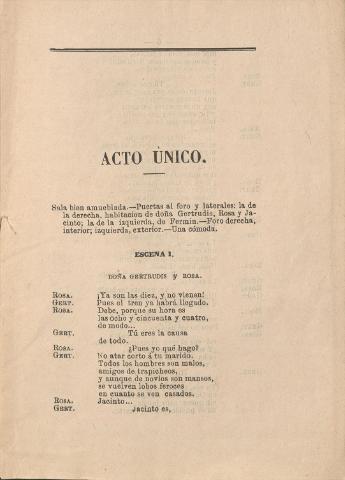 ACTO ÚNICO.
Sala bien amueblada.—Puertas al foro y laterales: la de
la derecha, habitacion de doña Gertrudis, Rosa y Ja-
cinto; la de la izquierda, de Fermin.—Foro derecha,
interior; izquierda, exterior.—Una cómoda.
ESCENA I.
DOÑA GERTRUDIS y ROSA.
ROSA. ¡Ya son las diez, y no vienen!
GERT. Pues el tren ya habrá llegado.
ROSA. Debe, porque su hora es
las ocho y cincuenta y cuatro,
de modo...
GERT. Tú eres la causa
de todo.
ROSA. ¿Pues yo qué hago?
GERT. No atar corto á tu marido.
Todos los hombres son malos,
amigos de trapicheos,
y aunque de novios son mansos,
se vuelven lobos feroces
en cuanto se ven casados.
ROSA. Jacinto...
GERT. Jacinto es,